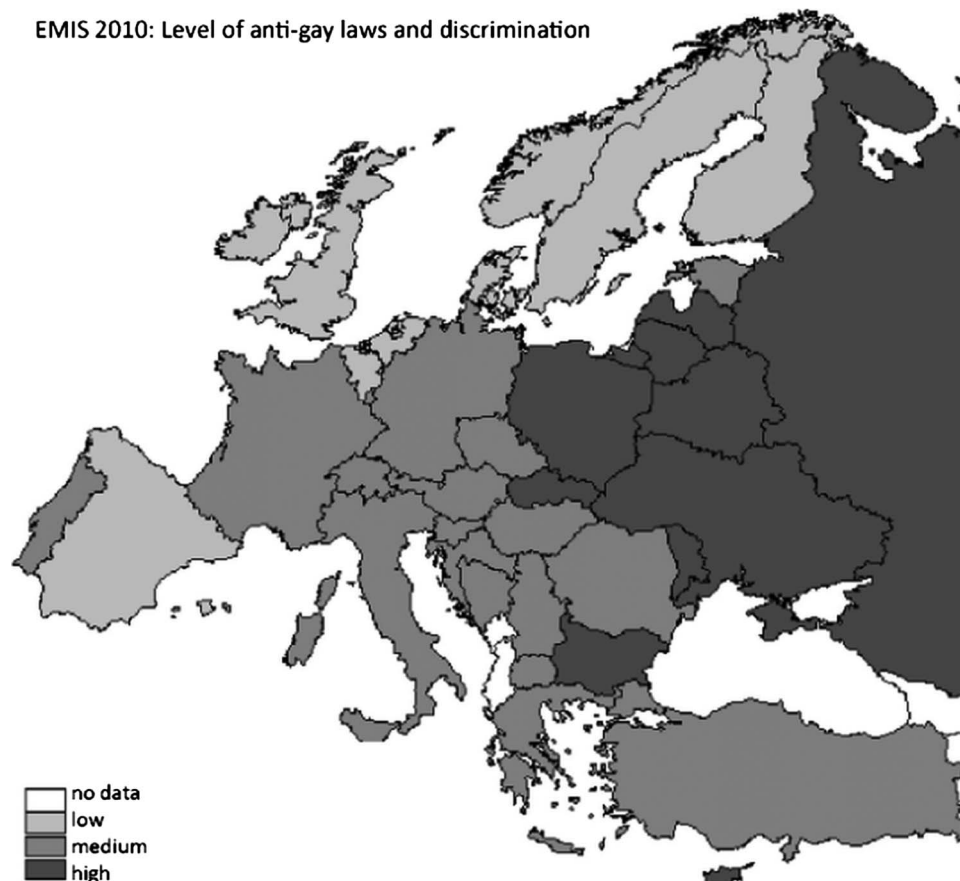 EMIS 2010: Level of anti-gay laws and discrimination
no data
low
medium
high